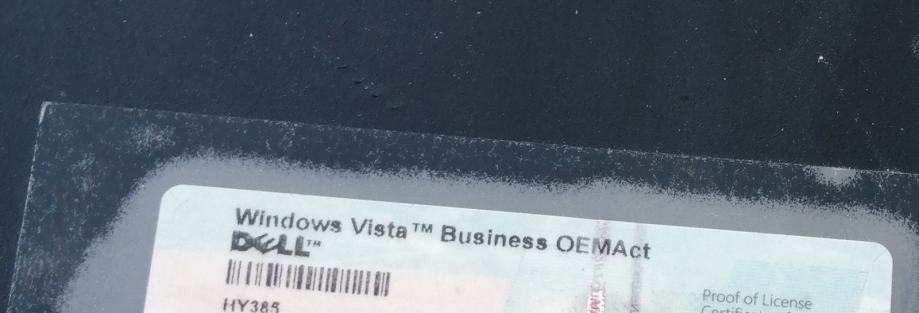 Windows Vista™ Business OEMAct
DELL™
HY385
Proof of License